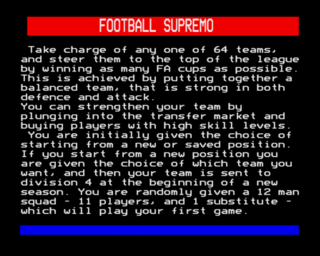 FOOTBALL SUPREMO
Take charge of any one of 64 teams,
and steer them to the top of the league
by winning as many FA cups as possible.
This is achieved by putting together a
balanced team, that is strong in both
defence and attack.
You can strengthen your team by
plunging into the transfer market and
buying players with high skill levels.
You are initially given the choice of
starting from a new or saved position.
If you start from a new position you
are given the choice of which team you
want, and then your team is sent to
division 4 at the beginning of a new
season. You are randomly given a 12 man
squad - 11 players, and 1 substitute -
which will play your first game.